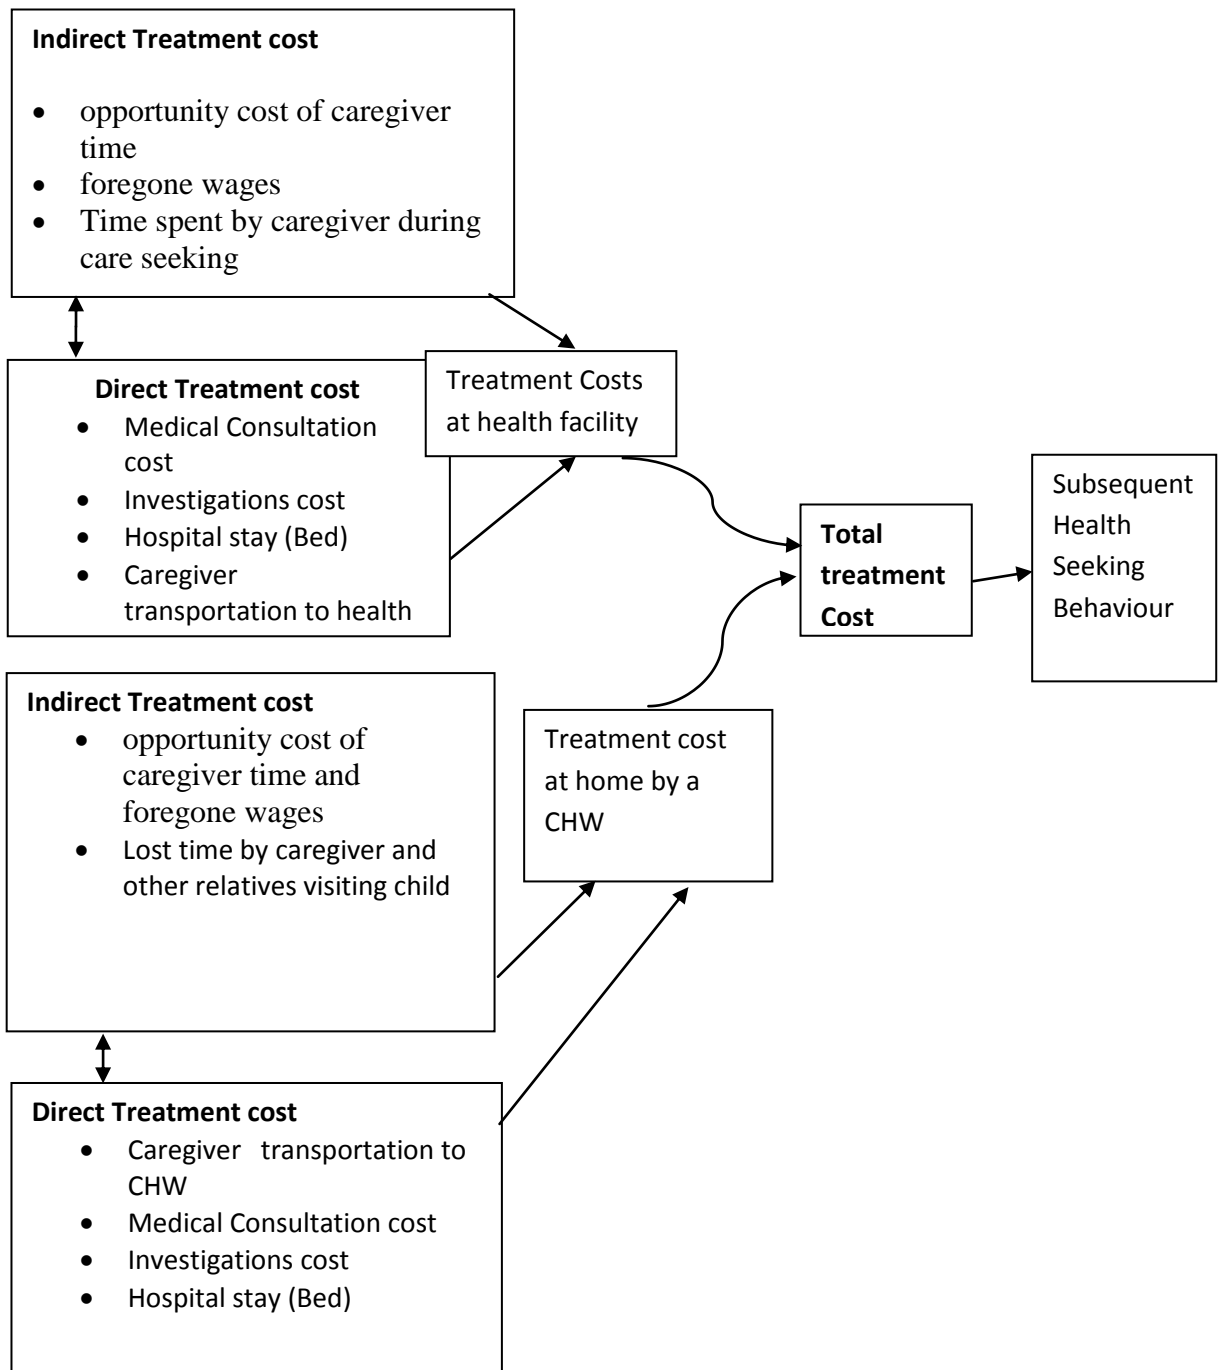 Indirect Treatment cost
• opportunity cost of caregiver
time
• foregone wages
• Time spent by caregiver during
care seeking
Direct Treatment cost
• Medical Consultation
cost
• Investigations cost
• Hospital stay (Bed)
• Caregiver
transportation to health
Treatment Costs
at health facility
Total
treatment
Cost
Subsequent
Health
Seeking
Behaviour
Indirect Treatment cost
• opportunity cost of
caregiver time and
foregone wages
• Lost time by caregiver and
other relatives visiting child
Treatment cost
at home by a
CHW
Direct Treatment cost
• Caregiver transportation to
CHW
• Medical Consultation cost
• Investigations cost
• Hospital stay (Bed)